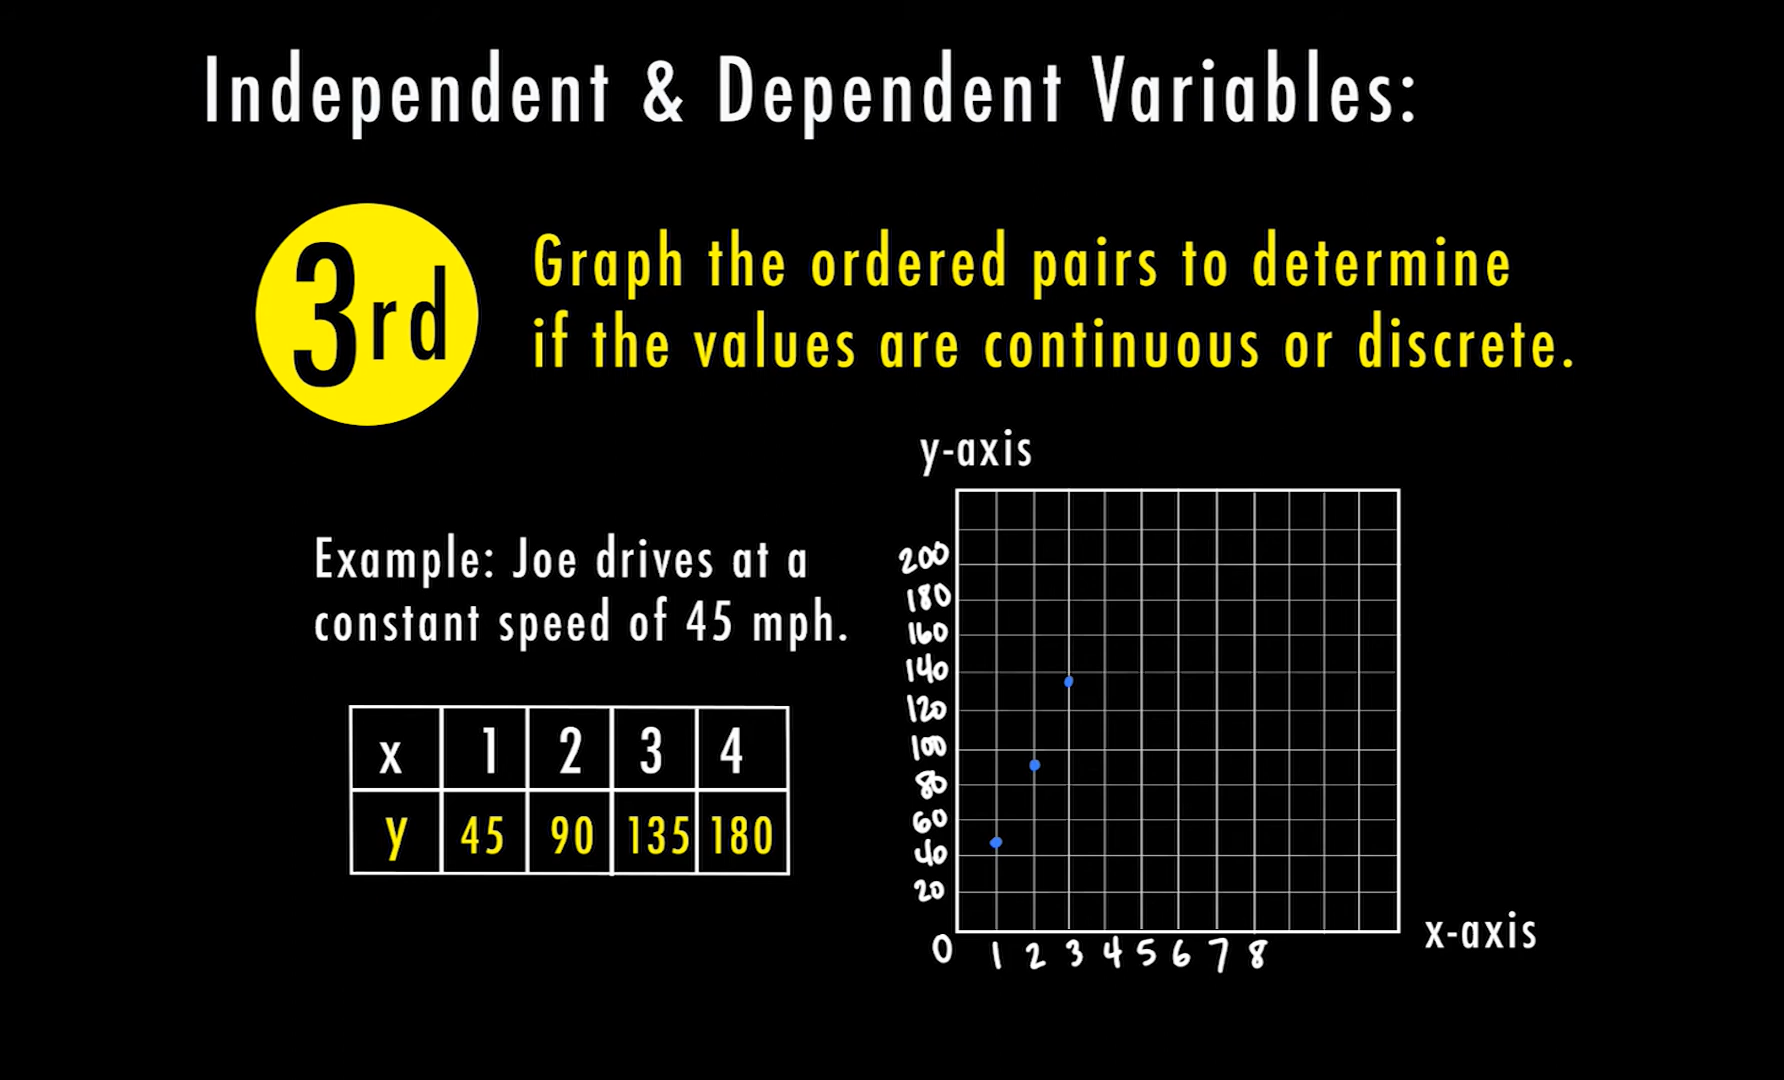 Independent & Dependent Variables:
3rd
Graph the ordered pairs to determine
if the values are continuous or discrete.
Example: Joe drives at a
constant speed of 45 mph.
x 1 2 3 4
y 45 90 135 180
y-axis
200
180
160
140
120
100
80
60
40
20
0 1 2 3 4 5 6 7 8
x-axis